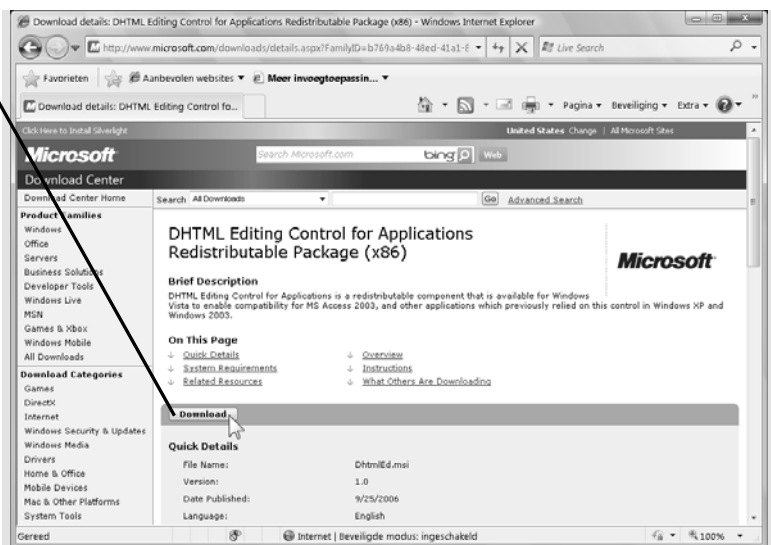 Download details: DHTML Editing Control for Applications Redistributable Package (x86) - Windows Internet Explorer
http://www.microsoft.com/downloads/details.aspx?FamilyID=b769a4b8-48ed-41a1-8
Live Search
Favorieten
Aanbevolen websites
Meer invoegtoepassin...
Download details: DHTML Editing Control fo...
Pagina
Beveiliging
Extra
Click Here to Install Silverlight
United States Change | All Microsoft Sites
Microsoft
Search Microsoft.com
bing
Web
Download Center
Download Center Home
Search All Downloads
Go
Advanced Search
Product Families
Windows
Office
Servers
Business Solutions
Developer Tools
Windows Live
MSN
Games & Xbox
Windows Mobile
All Downloads
Download Categories
Games
DirectX
Internet
Windows Security & Updates
Windows Media
Drivers
Home & Office
Mobile Devices
Mac & Other Platforms
System Tools
DHTML Editing Control for Applications
Redistributable Package (x86)
Microsoft
Brief Description
DHTML Editing Control for Applications is a redistributable component that is available for Windows
Vista to enable compatibility for MS Access 2003, and other applications which previously relied on this control in Windows XP and
Windows 2003.
On This Page
Quick Details
Overview
System Requirements
Instructions
Related Resources
What Others Are Downloading
Download
Quick Details
File Name: DhtmlEd.msi
Version: 1.0
Date Published: 9/25/2006
Language: English
Gereed
Internet | Beveiligde modus: ingeschakeld
100%